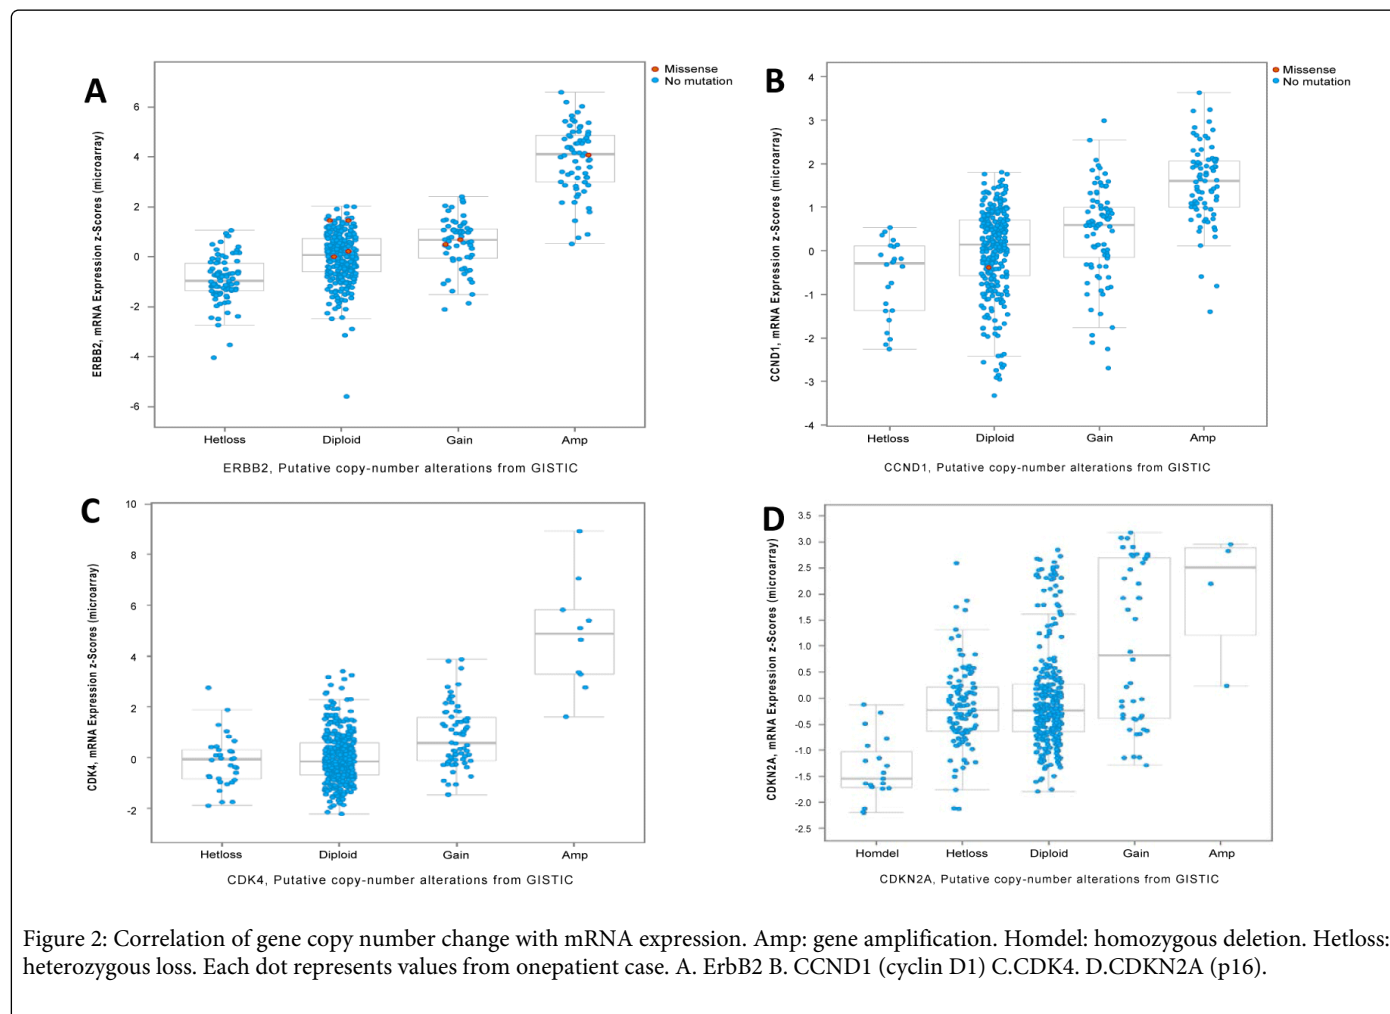 A
Missense
No mutation
ERBB2, mRNA Expression z-Scores (microarray)
6
4
2
0
-2
-4
-6
Hetloss Diploid Gain Amp
ERBB2, Putative copy-number alterations from GISTIC
B
Missense
No mutation
CCND1, mRNA Expression z-Scores (microarray)
4
3
2
1
0
-1
-2
-3
-4
Hetloss Diploid Gain Amp
CCND1, Putative copy-number alterations from GISTIC
C
CDK4, mRNA Expression z-Scores (microarray)
10
8
6
4
2
0
-2
Hetloss Diploid Gain Amp
CDK4, Putative copy-number alterations from GISTIC
D
CDKN2A, mRNA Expression z-Scores (microarray)
3.5
3.0
2.5
2.0
1.5
1.0
0.5
0.0
-0.5
-1.0
-1.5
-2.0
-2.5
Homdel Hetloss Diploid Gain Amp
CDKN2A, Putative copy-number alterations from GISTIC
Figure 2: Correlation of gene copy number change with mRNA expression. Amp: gene amplification. Homdel: homozygous deletion. Hetloss:
heterozygous loss. Each dot represents values from onepatient case. A. ErbB2 B. CCND1 (cyclin D1) C.CDK4. D.CDKN2A (p16).